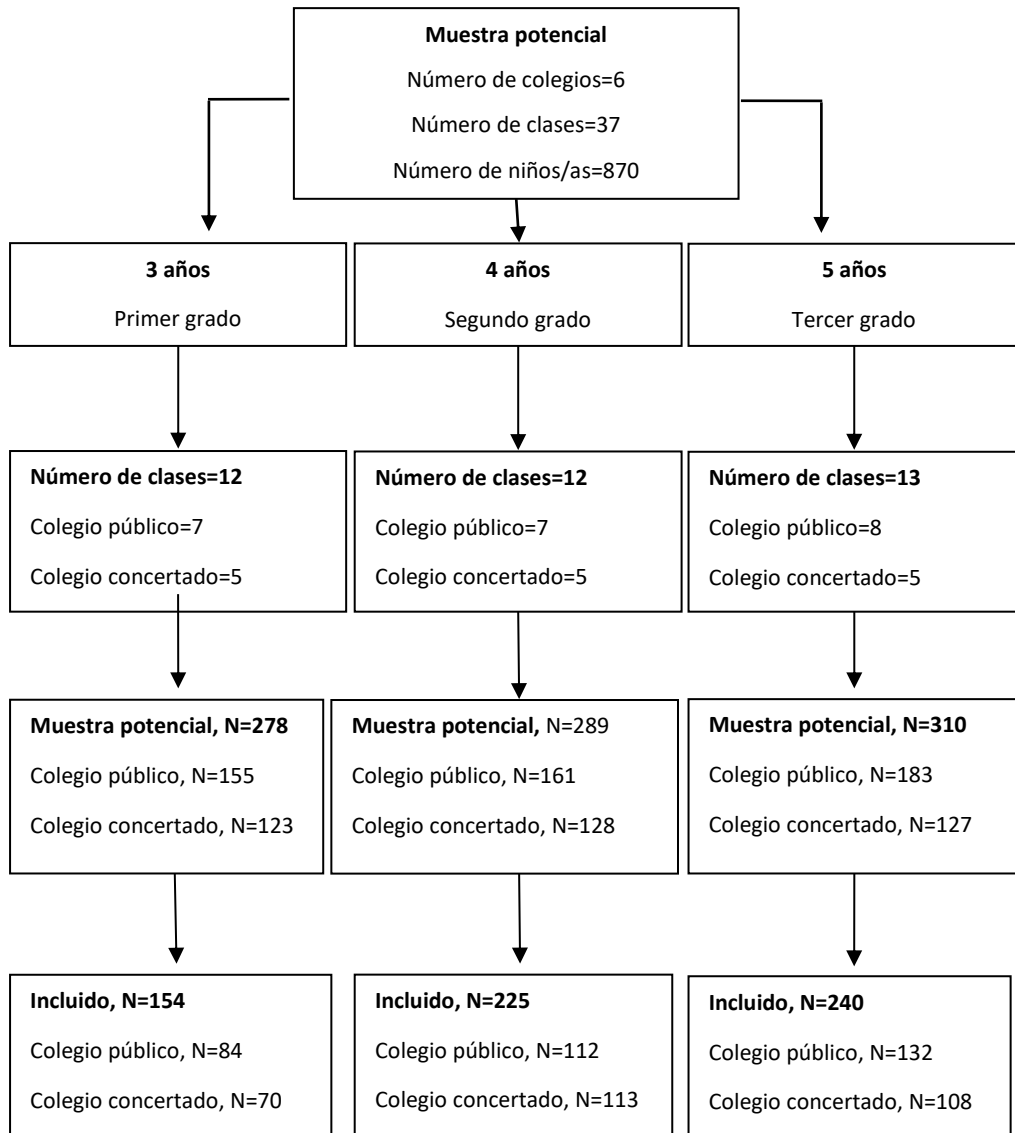 Muestra potencial
Número de colegios=6
Número de clases=37
Número de niños/as=870
3 años
Primer grado
4 años
Segundo grado
5 años
Tercer grado
Número de clases=12
Colegio público=7
Colegio concertado=5
Número de clases=12
Colegio público=7
Colegio concertado=5
Número de clases=13
Colegio público=8
Colegio concertado=5
Muestra potencial, N=278
Colegio público, N=155
Colegio concertado, N=123
Muestra potencial, N=289
Colegio público, N=161
Colegio concertado, N=128
Muestra potencial, N=310
Colegio público, N=183
Colegio concertado, N=127
Incluido, N=154
Colegio público, N=84
Colegio concertado, N=70
Incluido, N=225
Colegio público, N=112
Colegio concertado, N=113
Incluido, N=240
Colegio público, N=132
Colegio concertado, N=108